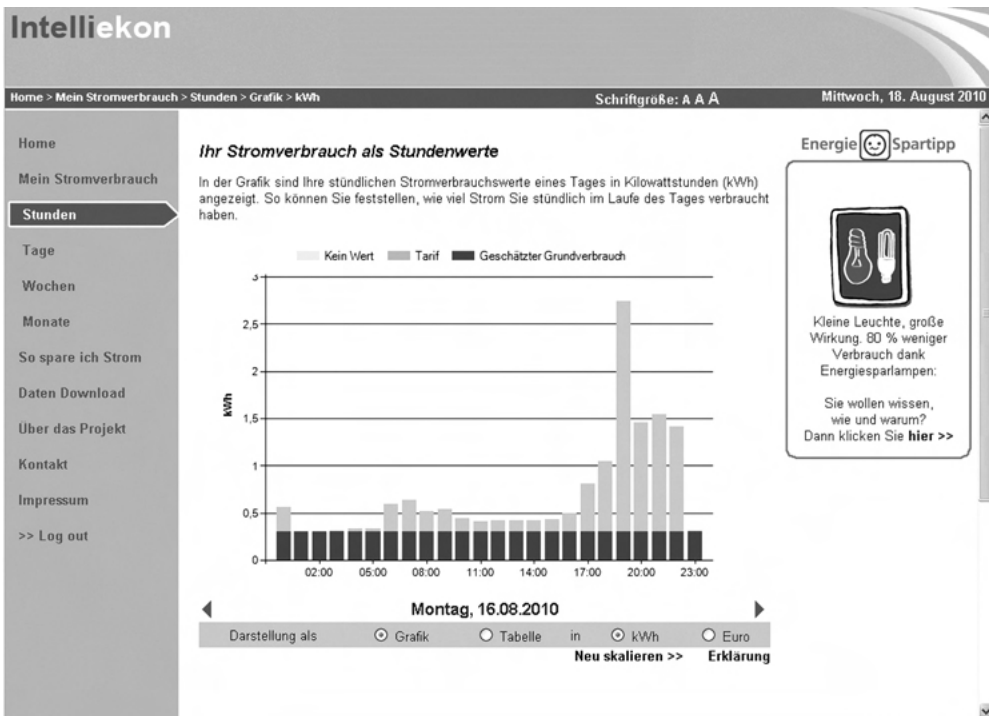 Intelliekon
Home > Mein Stromverbrauch > Stunden > Grafik > kWh
Schriftgröße: A A A
Mittwoch, 18. August 2010
Home
Mein Stromverbrauch
Stunden
Tage
Wochen
Monate
So spare ich Strom
Daten Download
Über das Projekt
Kontakt
Impressum
>> Log out
Ihr Stromverbrauch als Stundenwerte
In der Grafik sind Ihre stündlichen Stromverbrauchswerte eines Tages in Kilowattstunden (kWh)
angezeigt. So können Sie feststellen, wie viel Strom Sie stündlich im Laufe des Tages verbraucht
haben.
Kein Wert Tarif Geschätzter Grundverbrauch
kWh
3
2,5
2
1,5
1
0,5
0
02:00 05:00 08:00 11:00 14:00 17:00 20:00 23:00
Montag, 16.08.2010
Darstellung als Grafik Tabelle in kWh Euro
Neu skalieren >> Erklärung
Energie Spartipp
Kleine Leuchte, große
Wirkung. 80 % weniger
Verbrauch dank
Energiesparlampen:
Sie wollen wissen,
wie und warum?
Dann klicken Sie hier >>